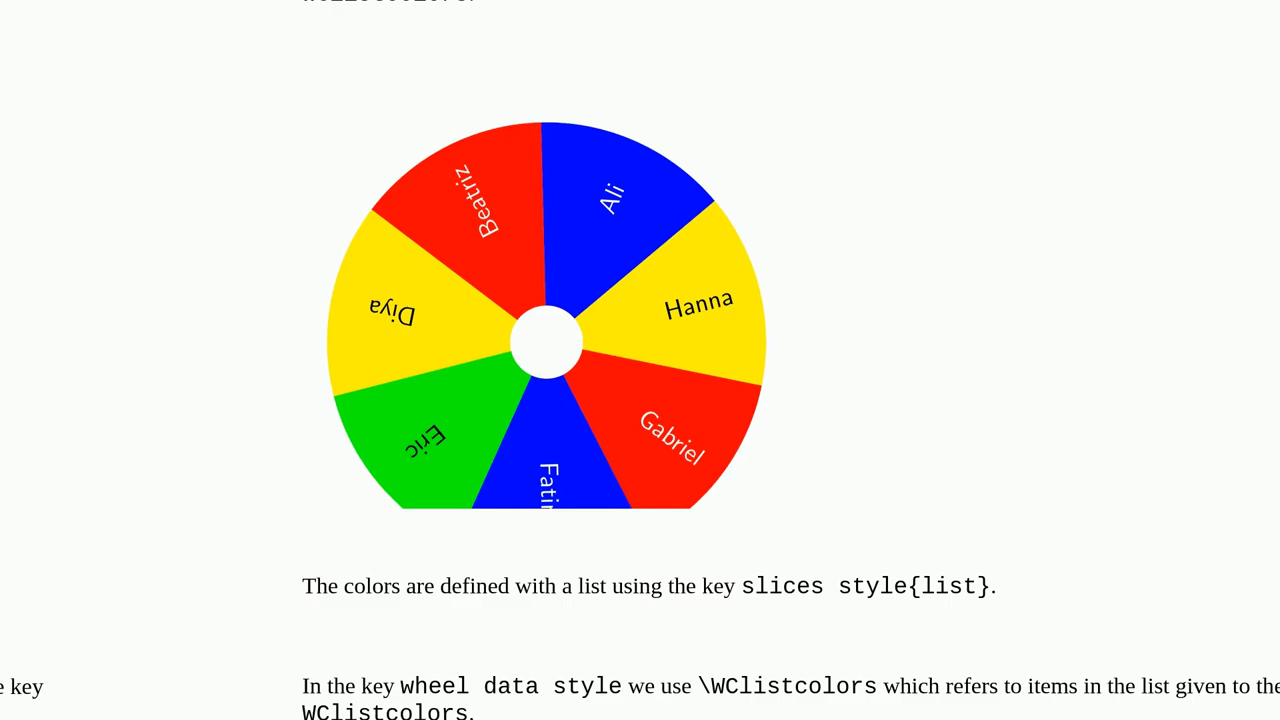 Beatriz
Ali
Diya
Hanna
Eric
Gabriel
The colors are defined with a list using the key slices style{list}.
e key
In the key wheel data style we use \WClistcolors which refers to items in the list given to the
WClistcolors.